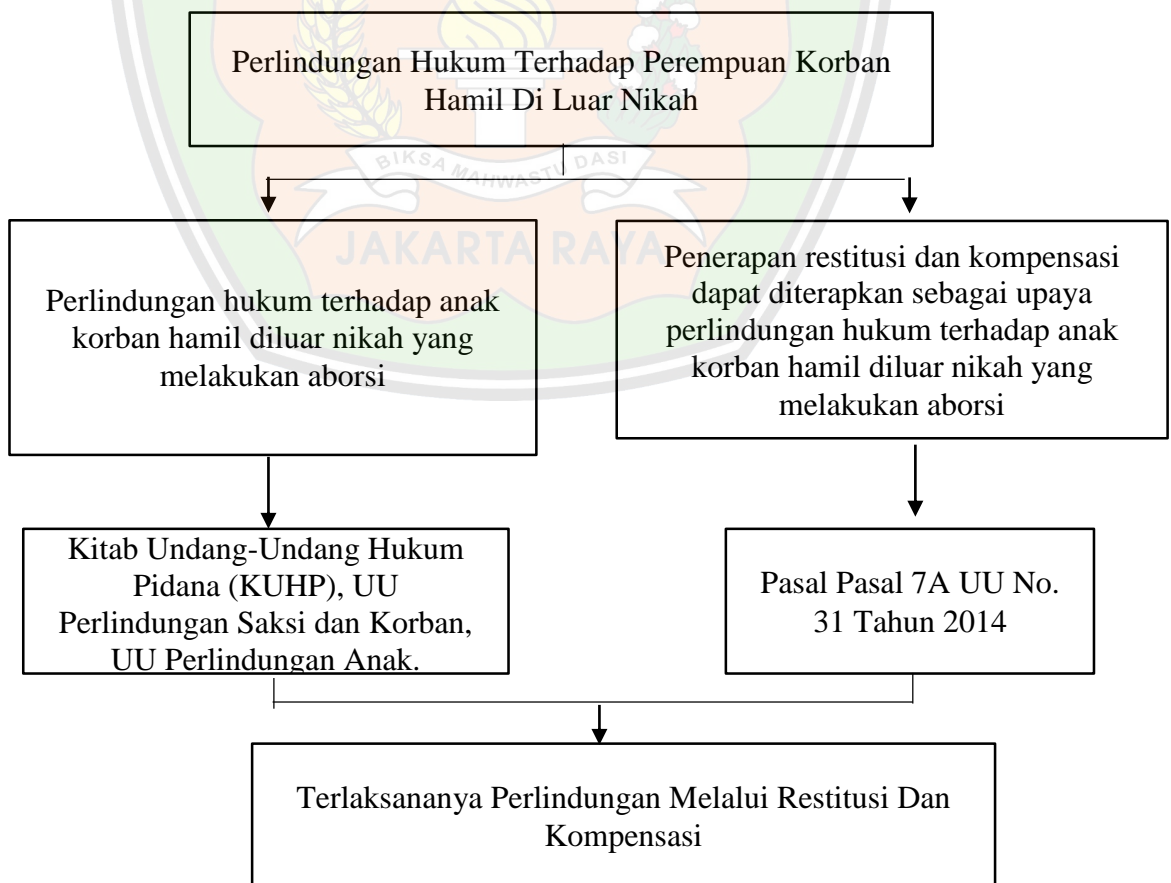 Perlindungan Hukum Terhadap Perempuan Korban
Hamil Di Luar Nikah
BIKSA MAHWASTU DASI
JAKARTA RAYA
Perlindungan hukum terhadap anak
korban hamil diluar nikah yang
melakukan aborsi
Penerapan restitusi dan kompensasi
dapat diterapkan sebagai upaya
perlindungan hukum terhadap anak
korban hamil diluar nikah yang
melakukan aborsi
Kitab Undang-Undang Hukum
Pidana (KUHP), UU
Perlindungan Saksi dan Korban,
UU Perlindungan Anak.
Pasal Pasal 7A UU No.
31 Tahun 2014
Terlaksananya Perlindungan Melalui Restitusi Dan
Kompensasi